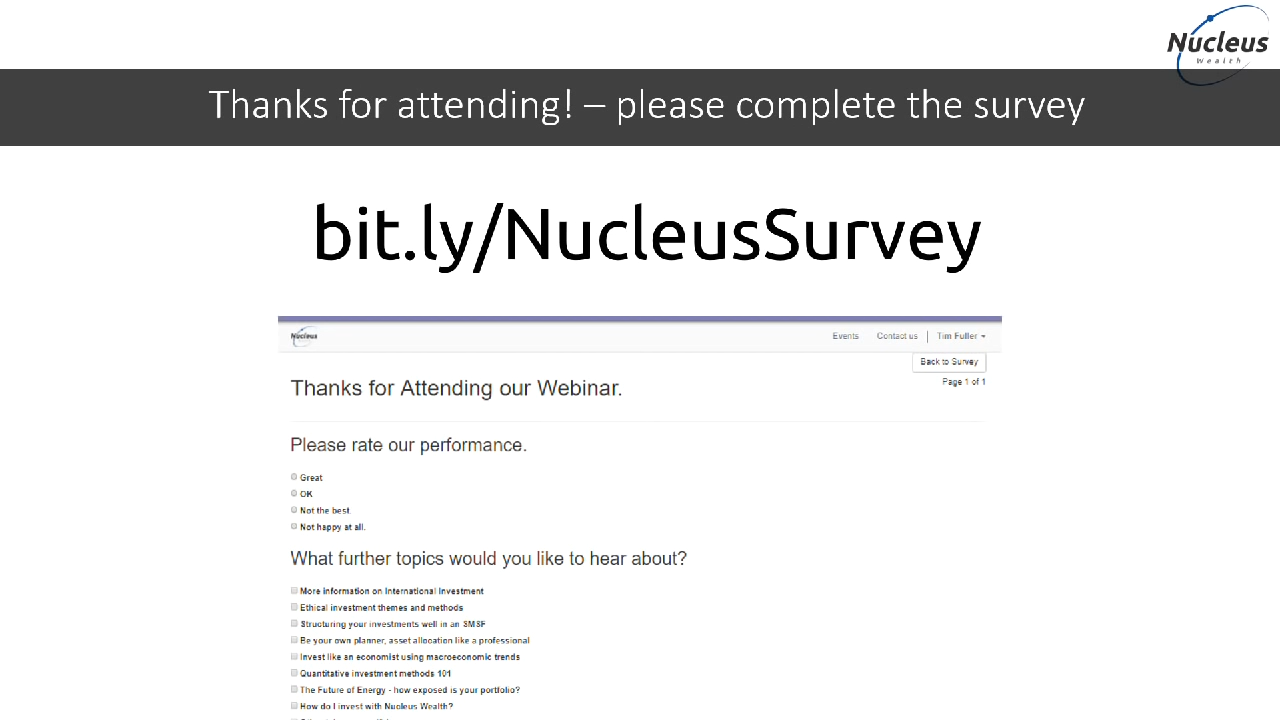 Nucleus
Wealth
Thanks for attending! – please complete the survey
bit.ly/NucleusSurvey
Nucleus
Events Contact us Tim Fuller
Back to Survey
Page 1 of 1
Thanks for Attending our Webinar.
Please rate our performance.
Great
OK
Not the best.
Not happy at all.
What further topics would you like to hear about?
More information on International Investment
Ethical investment themes and methods
Structuring your investments well in an SMSF
Be your own planner, asset allocation like a professional
Invest like an economist using macroeconomic trends
Quantitative investment methods 101
The Future of Energy - how exposed is your portfolio?
How do I invest with Nucleus Wealth?